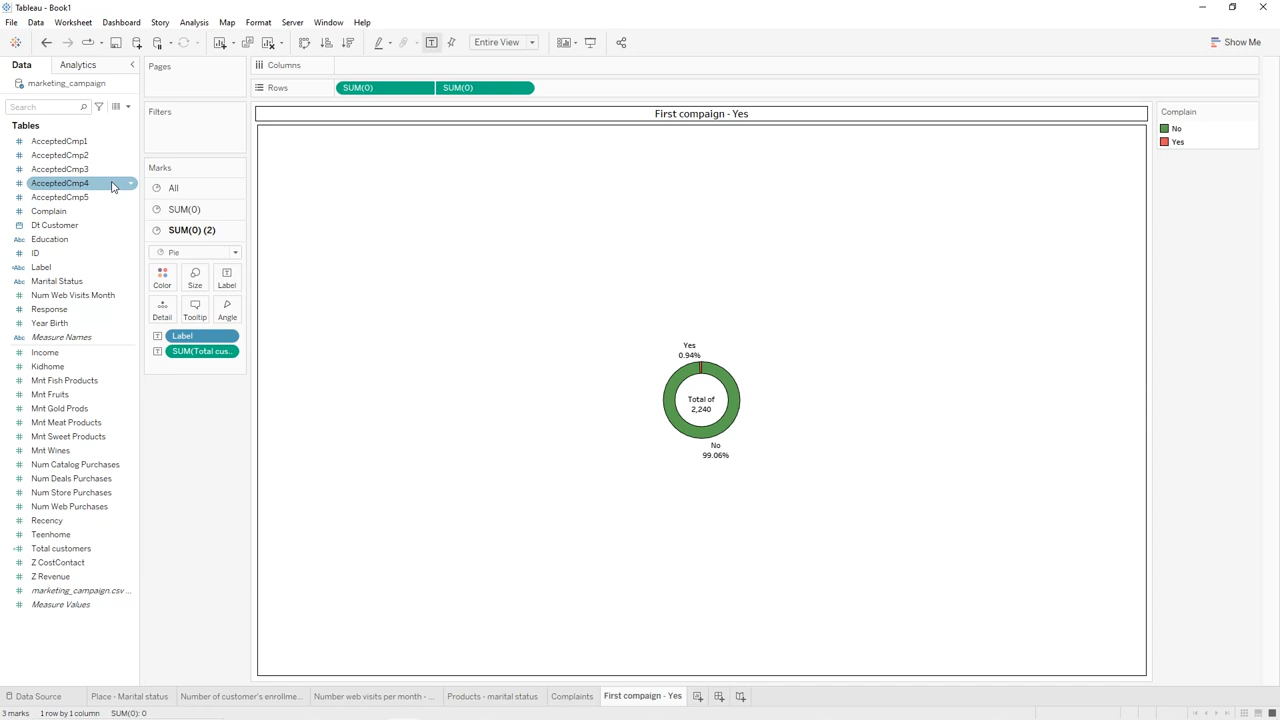 Tableau - Book1
File Data Worksheet Dashboard Story Analysis Map Format Server Window Help
Entire View
Show Me
Data Analytics
marketing_campaign
Search
Tables
AcceptedCmp1
AcceptedCmp2
AcceptedCmp3
AcceptedCmp4
AcceptedCmp5
Complain
Dt Customer
Abc Education
ID
Abc Label
Abc Marital Status
Num Web Visits Month
Response
Year Birth
Abc Measure Names
Income
Kidhome
Mnt Fish Products
Mnt Fruits
Mnt Gold Prods
Mnt Meat Products
Mnt Sweet Products
Mnt Wines
Num Catalog Purchases
Num Deals Purchases
Num Store Purchases
Num Web Purchases
Recency
Teenhome
Total customers
Z CostContact
Z Revenue
marketing_campaign.csv ...
Measure Values
Pages
Filters
Marks
All
SUM(0)
SUM(0) (2)
Pie
Color Size Label
Detail Tooltip Angle
Label
SUM(Total cus..
Columns
Rows SUM(0) SUM(0)
First compaign - Yes
Yes
0.94%
Total of
2,240
No
99.06%
Complain
No
Yes
Data Source Place - Marital status Number of customer's enrollme... Number web visits per month - ... Products - marital status Complaints First compaign - Yes
3 marks 1 row by 1 column SUM(0): 0